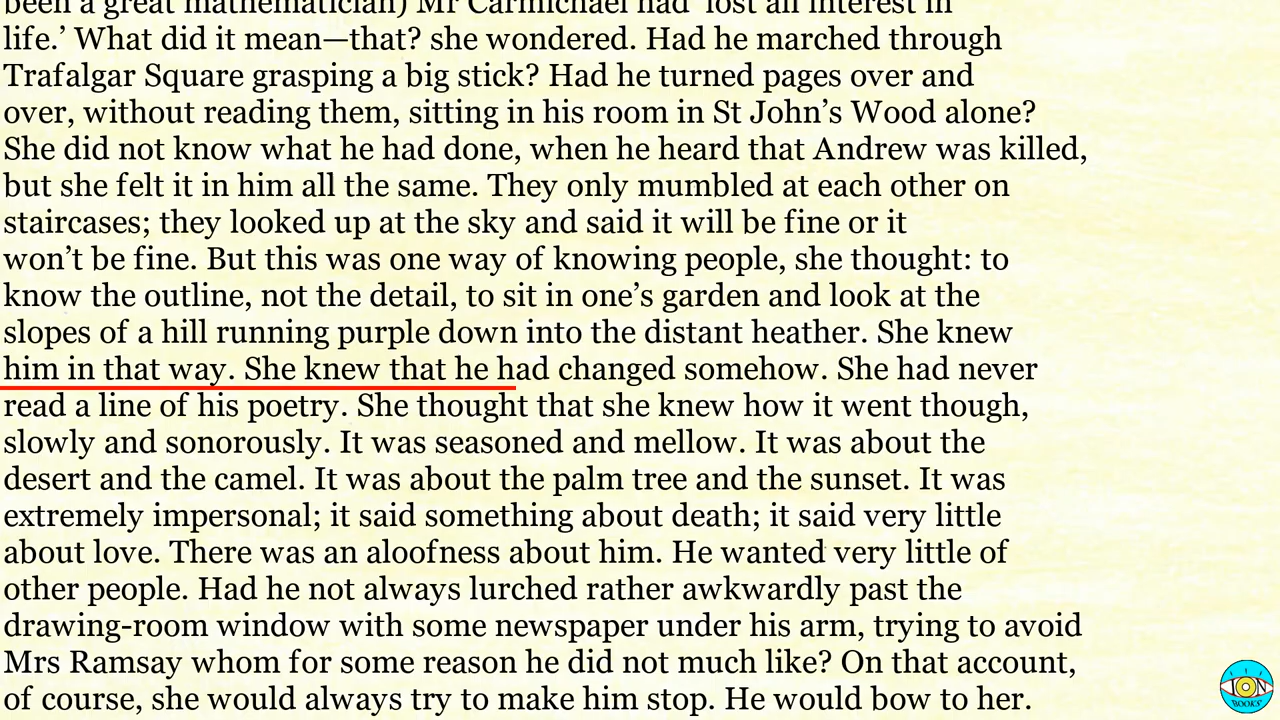 been a great mathematician) Mr Carmichael had ‘lost all interest in
life.’ What did it mean—that? she wondered. Had he marched through
Trafalgar Square grasping a big stick? Had he turned pages over and
over, without reading them, sitting in his room in St John’s Wood alone?
She did not know what he had done, when he heard that Andrew was killed,
but she felt it in him all the same. They only mumbled at each other on
staircases; they looked up at the sky and said it will be fine or it
won’t be fine. But this was one way of knowing people, she thought: to
know the outline, not the detail, to sit in one’s garden and look at the
slopes of a hill running purple down into the distant heather. She knew
him in that way. She knew that he had changed somehow. She had never
read a line of his poetry. She thought that she knew how it went though,
slowly and sonorously. It was seasoned and mellow. It was about the
desert and the camel. It was about the palm tree and the sunset. It was
extremely impersonal; it said something about death; it said very little
about love. There was an aloofness about him. He wanted very little of
other people. Had he not always lurched rather awkwardly past the
drawing-room window with some newspaper under his arm, trying to avoid
Mrs Ramsay whom for some reason he did not much like? On that account,
of course, she would always try to make him stop. He would bow to her.
ION
BOOKS